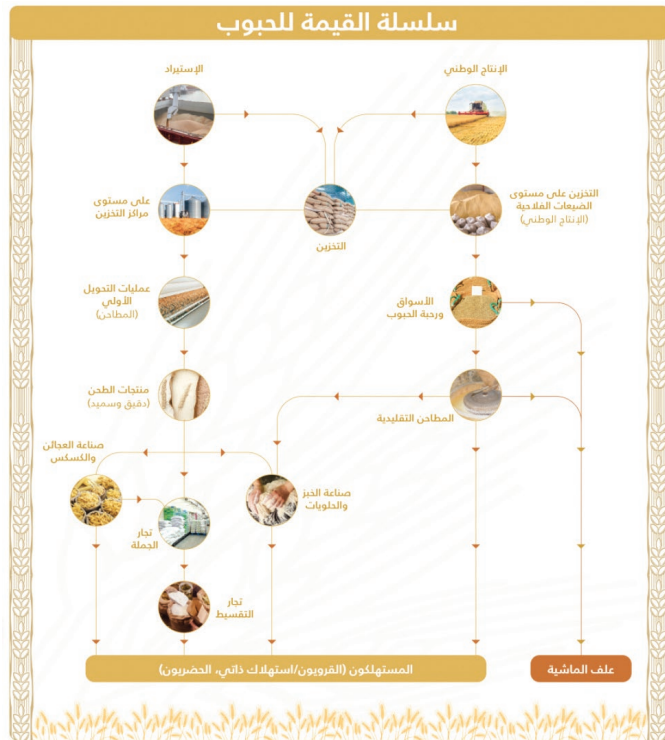 سلسلة القيمة للحبوب
الإنتاج الوطني
الإستيراد
التخزين على مستوى
الضيعات الفلاحية
(الإنتاج الوطني)
التخزين
على مستوى
مراكز التخزين
الأسواق
ورحبة الحبوب
عمليات التحويل
الأولي
(المطاحن)
المطاحن التقليدية
منتجات الطحن
(دقيق وسميد)
صناعة العجائن
والكسكس
صناعة الخبز
والحلويات
تجار
الجملة
تجار
التقسيط
علف الماشية
المستهلكون (القرويون/استهلاك ذاتي، الحضريون)